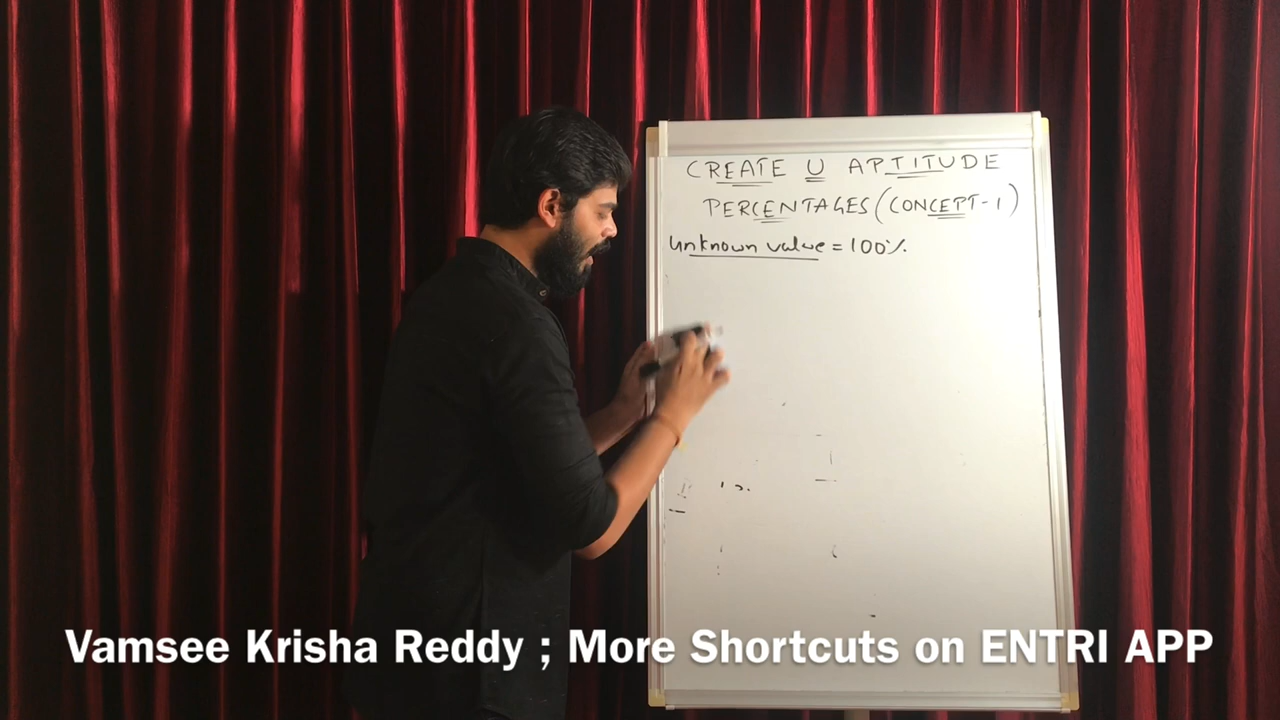 CREATE U APTITUDE
PERCENTAGES (CONCEPT-1)
Unknown value = 100%
Vamsee Krisha Reddy ; More Shortcuts on ENTRI APP